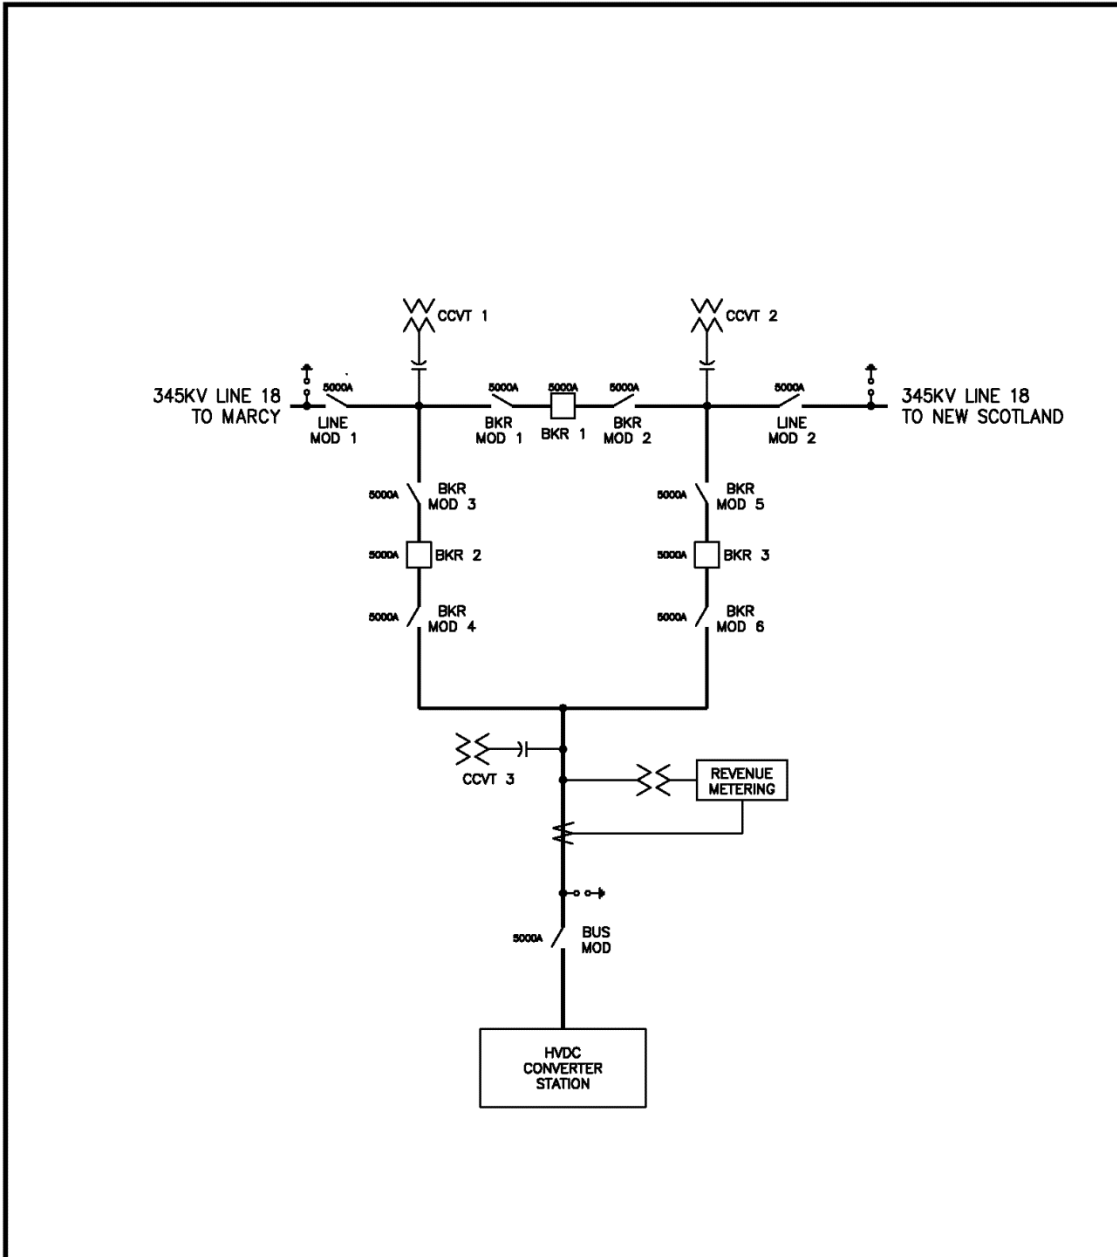 CCVT 1
CCVT 2
345KV LINE 18
TO MARCY
5000A
LINE
MOD 1
5000A
BKR
MOD 1
5000A
BKR 1
5000A
BKR
MOD 2
5000A
LINE
MOD 2
345KV LINE 18
TO NEW SCOTLAND
5000A
BKR
MOD 3
5000A
BKR
MOD 5
5000A
BKR 2
5000A
BKR 3
5000A
BKR
MOD 4
5000A
BKR
MOD 6
CCVT 3
REVENUE
METERING
5000A
BUS
MOD
HVDC
CONVERTER
STATION